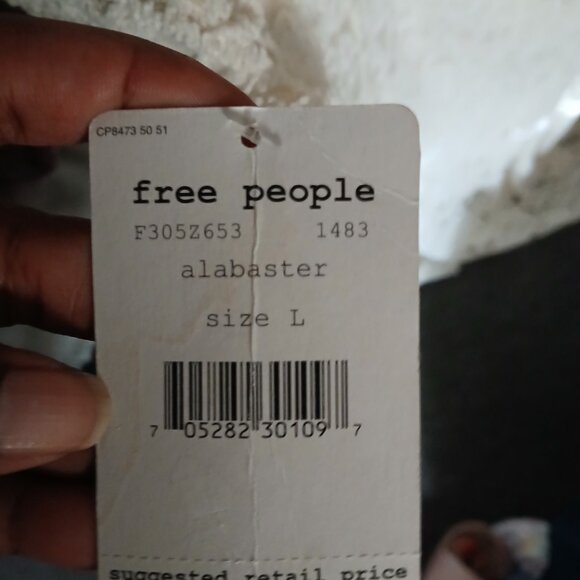 CP8473 50 51
free people
F305Z653 1483
alabaster
size L
7 05282 30109 7
suggested retail price